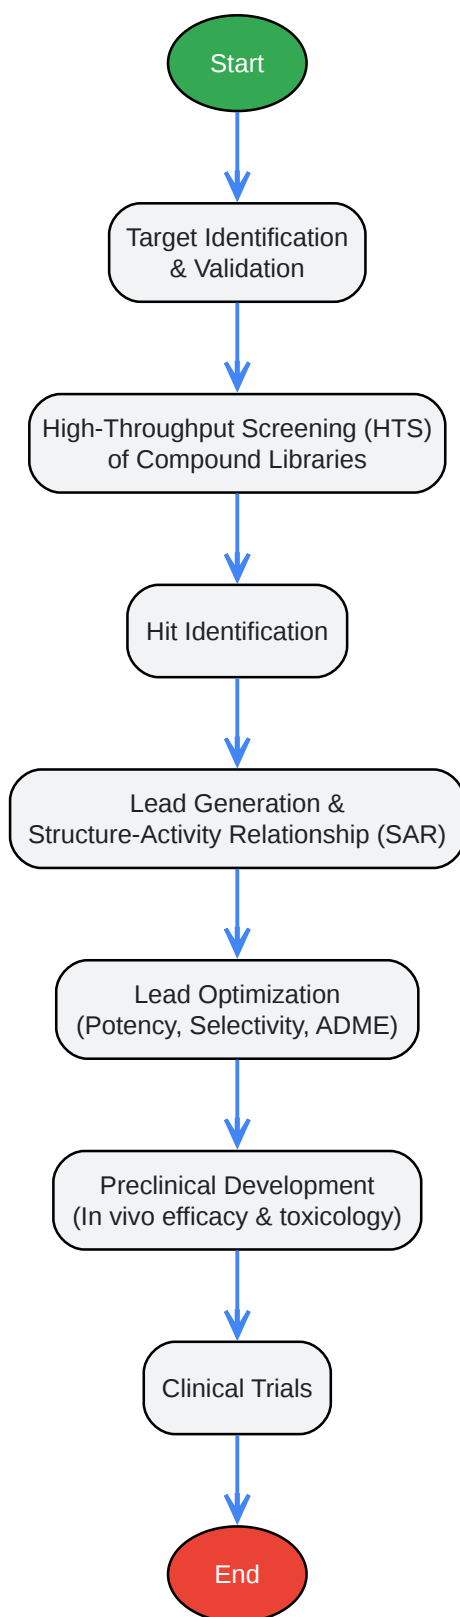 Start
Target Identification
& Validation
High-Throughput Screening (HTS)
of Compound Libraries
Hit Identification
Lead Generation &
Structure-Activity Relationship (SAR)
Lead Optimization
(Potency, Selectivity, ADME)
Preclinical Development
(In vivo efficacy & toxicology)
Clinical Trials
End